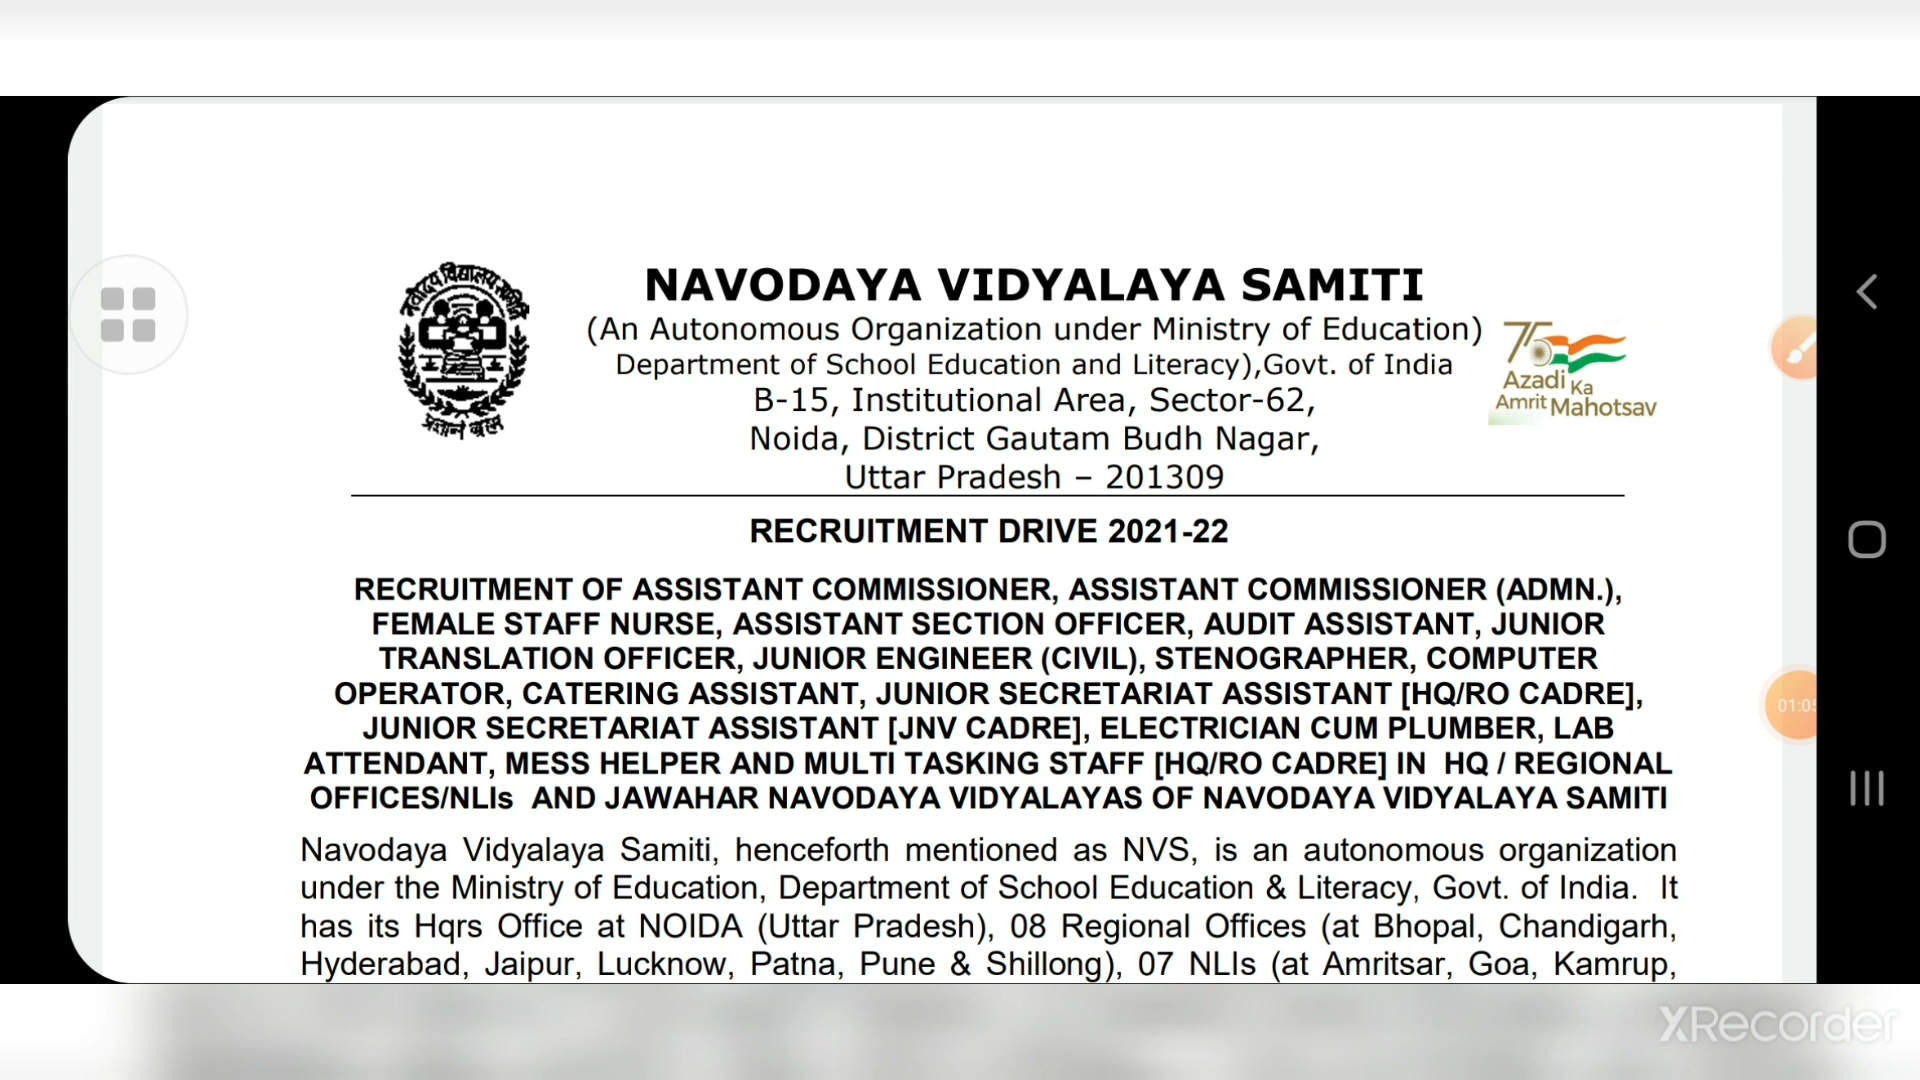 नवोदय विद्यालय समिति
NAVODAYA VIDYALAYA SAMITI
(An Autonomous Organization under Ministry of Education)
Department of School Education and Literacy),Govt. of India
B-15, Institutional Area, Sector-62,
Noida, District Gautam Budh Nagar,
Uttar Pradesh – 201309
75
Azadi Ka
Amrit Mahotsav
RECRUITMENT DRIVE 2021-22
RECRUITMENT OF ASSISTANT COMMISSIONER, ASSISTANT COMMISSIONER (ADMN.),
FEMALE STAFF NURSE, ASSISTANT SECTION OFFICER, AUDIT ASSISTANT, JUNIOR
TRANSLATION OFFICER, JUNIOR ENGINEER (CIVIL), STENOGRAPHER, COMPUTER
OPERATOR, CATERING ASSISTANT, JUNIOR SECRETARIAT ASSISTANT [HQ/RO CADRE],
JUNIOR SECRETARIAT ASSISTANT [JNV CADRE], ELECTRICIAN CUM PLUMBER, LAB
ATTENDANT, MESS HELPER AND MULTI TASKING STAFF [HQ/RO CADRE] IN HQ / REGIONAL
OFFICES/NLIs AND JAWAHAR NAVODAYA VIDYALAYAS OF NAVODAYA VIDYALAYA SAMITI
Navodaya Vidyalaya Samiti, henceforth mentioned as NVS, is an autonomous organization
under the Ministry of Education, Department of School Education & Literacy, Govt. of India. It
has its Hqrs Office at NOIDA (Uttar Pradesh), 08 Regional Offices (at Bhopal, Chandigarh,
Hyderabad, Jaipur, Lucknow, Patna, Pune & Shillong), 07 NLIs (at Amritsar, Goa, Kamrup,
01:05
XRecorder